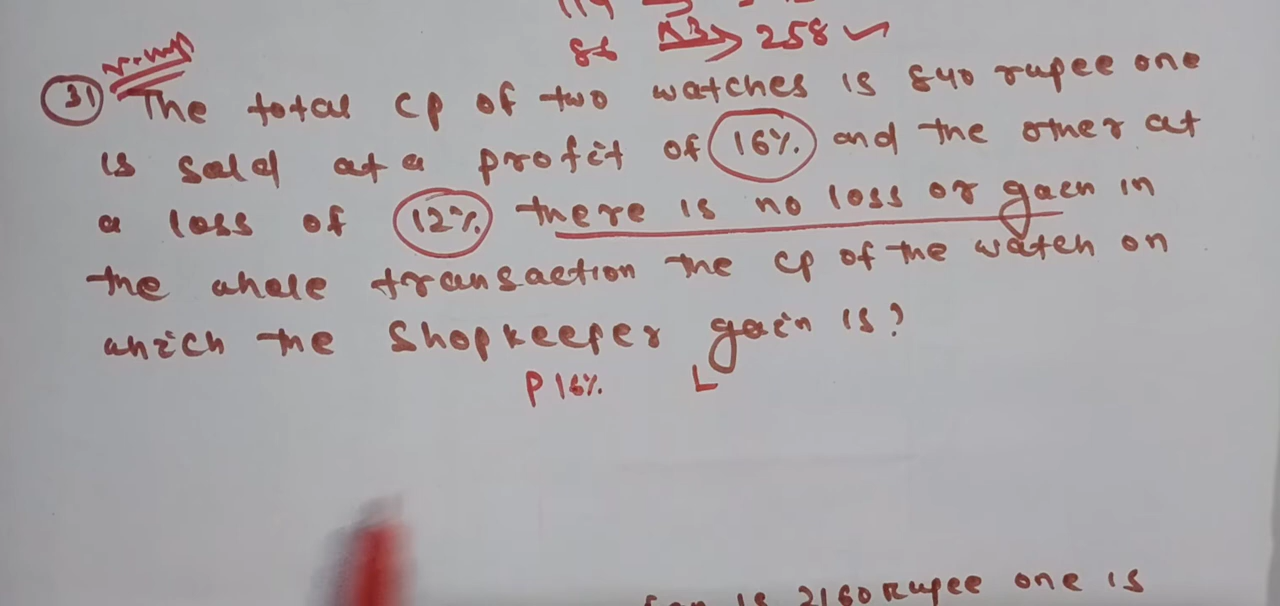 86 → 258 ✓
31 The total cp of two watches is 840 rupee one
is sold at a profit of 16% and the other at
a loss of 12% there is no loss or gaen in
the whole transaction the cp of the watch on
which the Shopkeeper gain is?
P 16% L
is 2160 Rupee one is